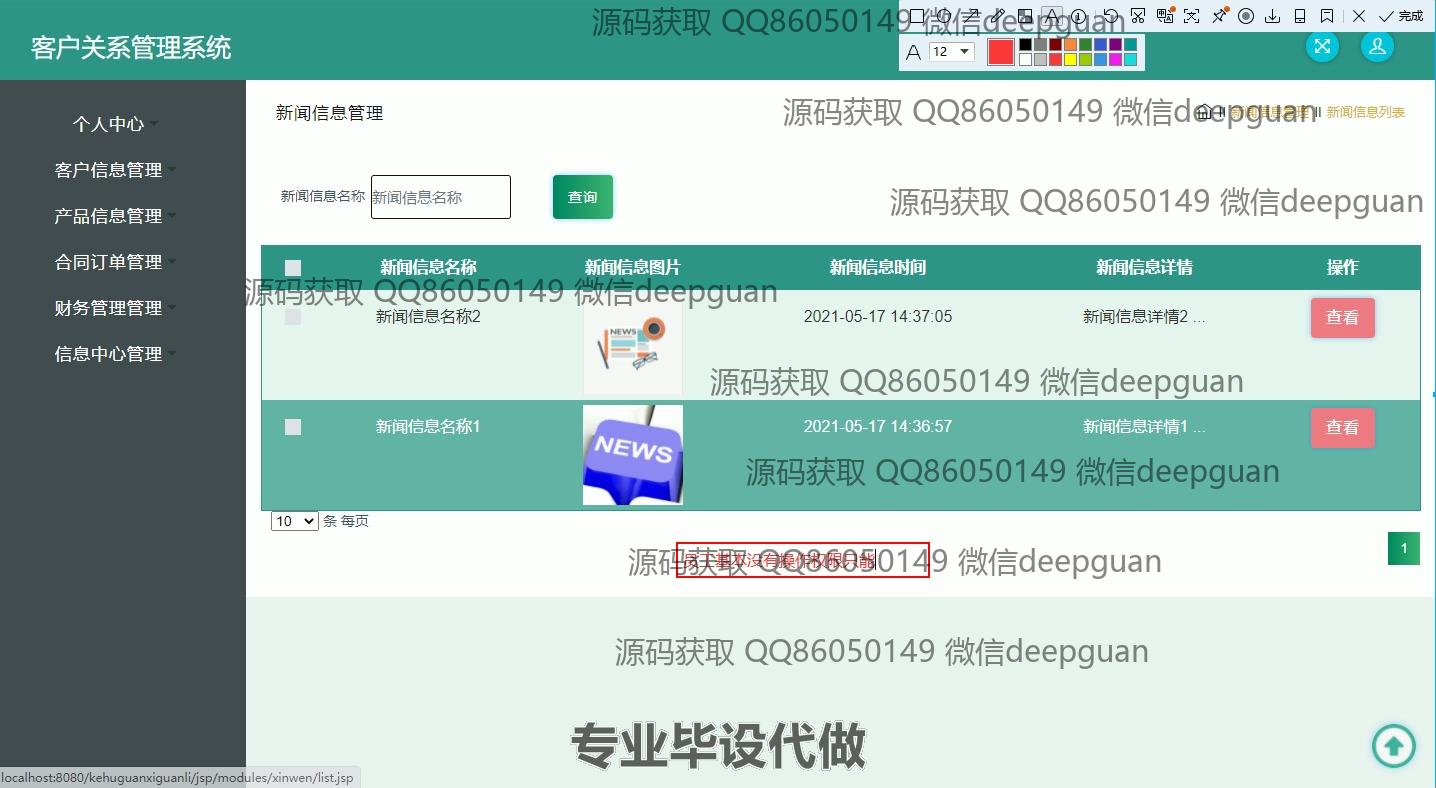 源码获取 QQ86050149 微信deepguan
完成
客户关系管理系统
A 12
个人中心
客户信息管理
产品信息管理
合同订单管理
财务管理管理
信息中心管理
新闻信息管理
源码获取 QQ86050149 微信deepguan
新闻信息管理 新闻信息列表
新闻信息名称 新闻信息名称 查询
源码获取 QQ86050149 微信deepguan
新闻信息名称 新闻信息图片 新闻信息时间 新闻信息详情 操作
源码获取 QQ86050149 微信deepguan
新闻信息名称2 NEWS 2021-05-17 14:37:05 新闻信息详情2 ... 查看
源码获取 QQ86050149 微信deepguan
新闻信息名称1 NEWS 2021-05-17 14:36:57 新闻信息详情1 ... 查看
源码获取 QQ86050149 微信deepguan
10 条 每页
1
源码获取 QQ86050149 微信deepguan
员工基本没有操作权限只能
源码获取 QQ86050149 微信deepguan
专业毕设代做
localhost:8080/kehuguanxiguanli/jsp/modules/xinwen/list.jsp